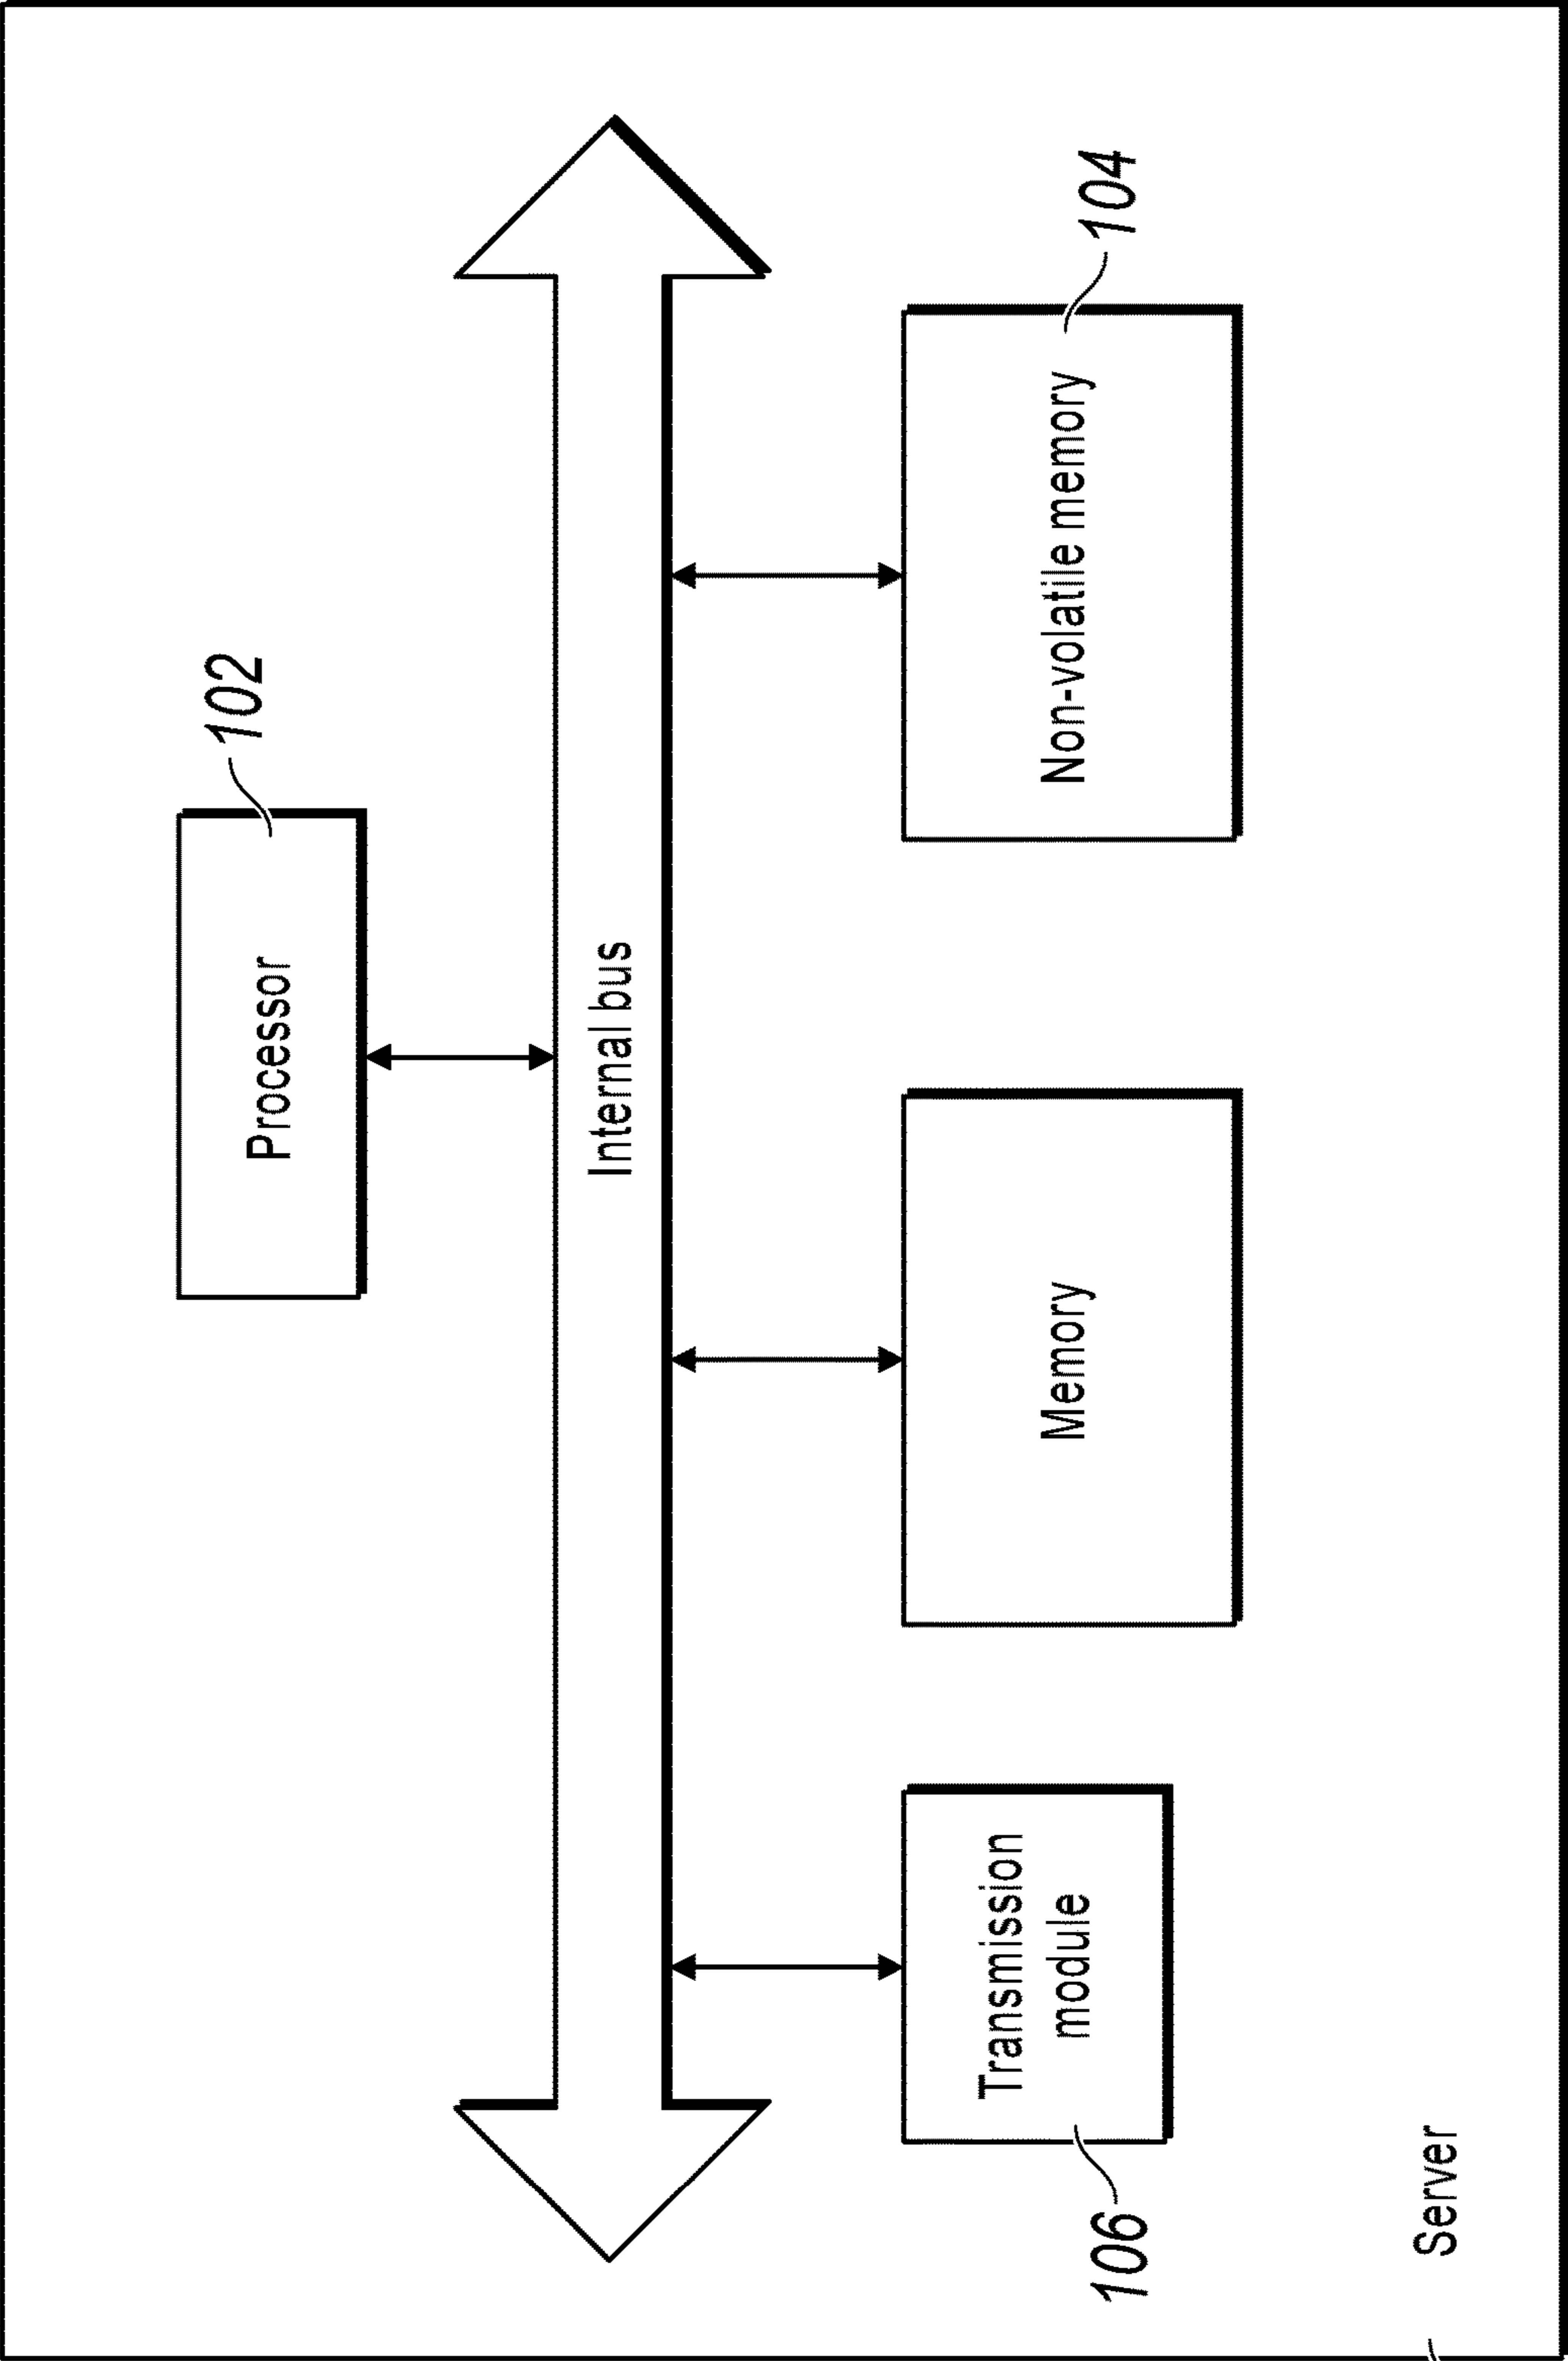 102
Processor
Internal bus
Transmission
module
106
Memory
Non-volatile memory
104
Server